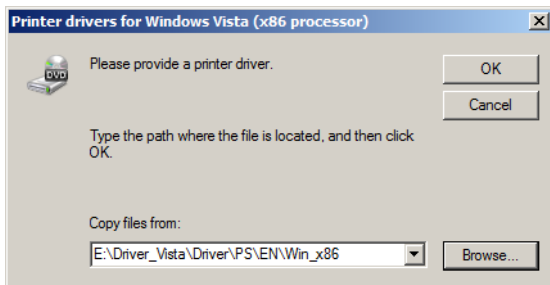 Printer drivers for Windows Vista (x86 processor)
DVD
Please provide a printer driver.
OK
Cancel
Type the path where the file is located, and then click
OK.
Copy files from:
E:\Driver_Vista\Driver\PS\EN\Win_x86
Browse...